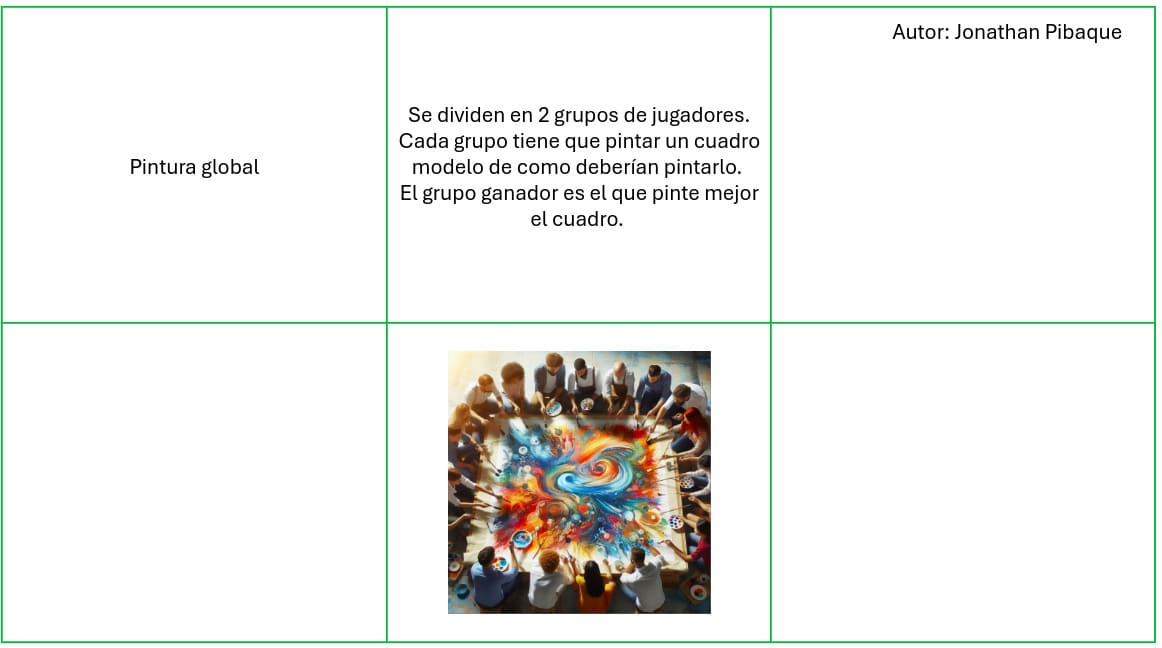 Pintura global
Se dividen en 2 grupos de jugadores.
Cada grupo tiene que pintar un cuadro
modelo de como deberían pintarlo.
El grupo ganador es el que pinte mejor
el cuadro.
Autor: Jonathan Pibaque